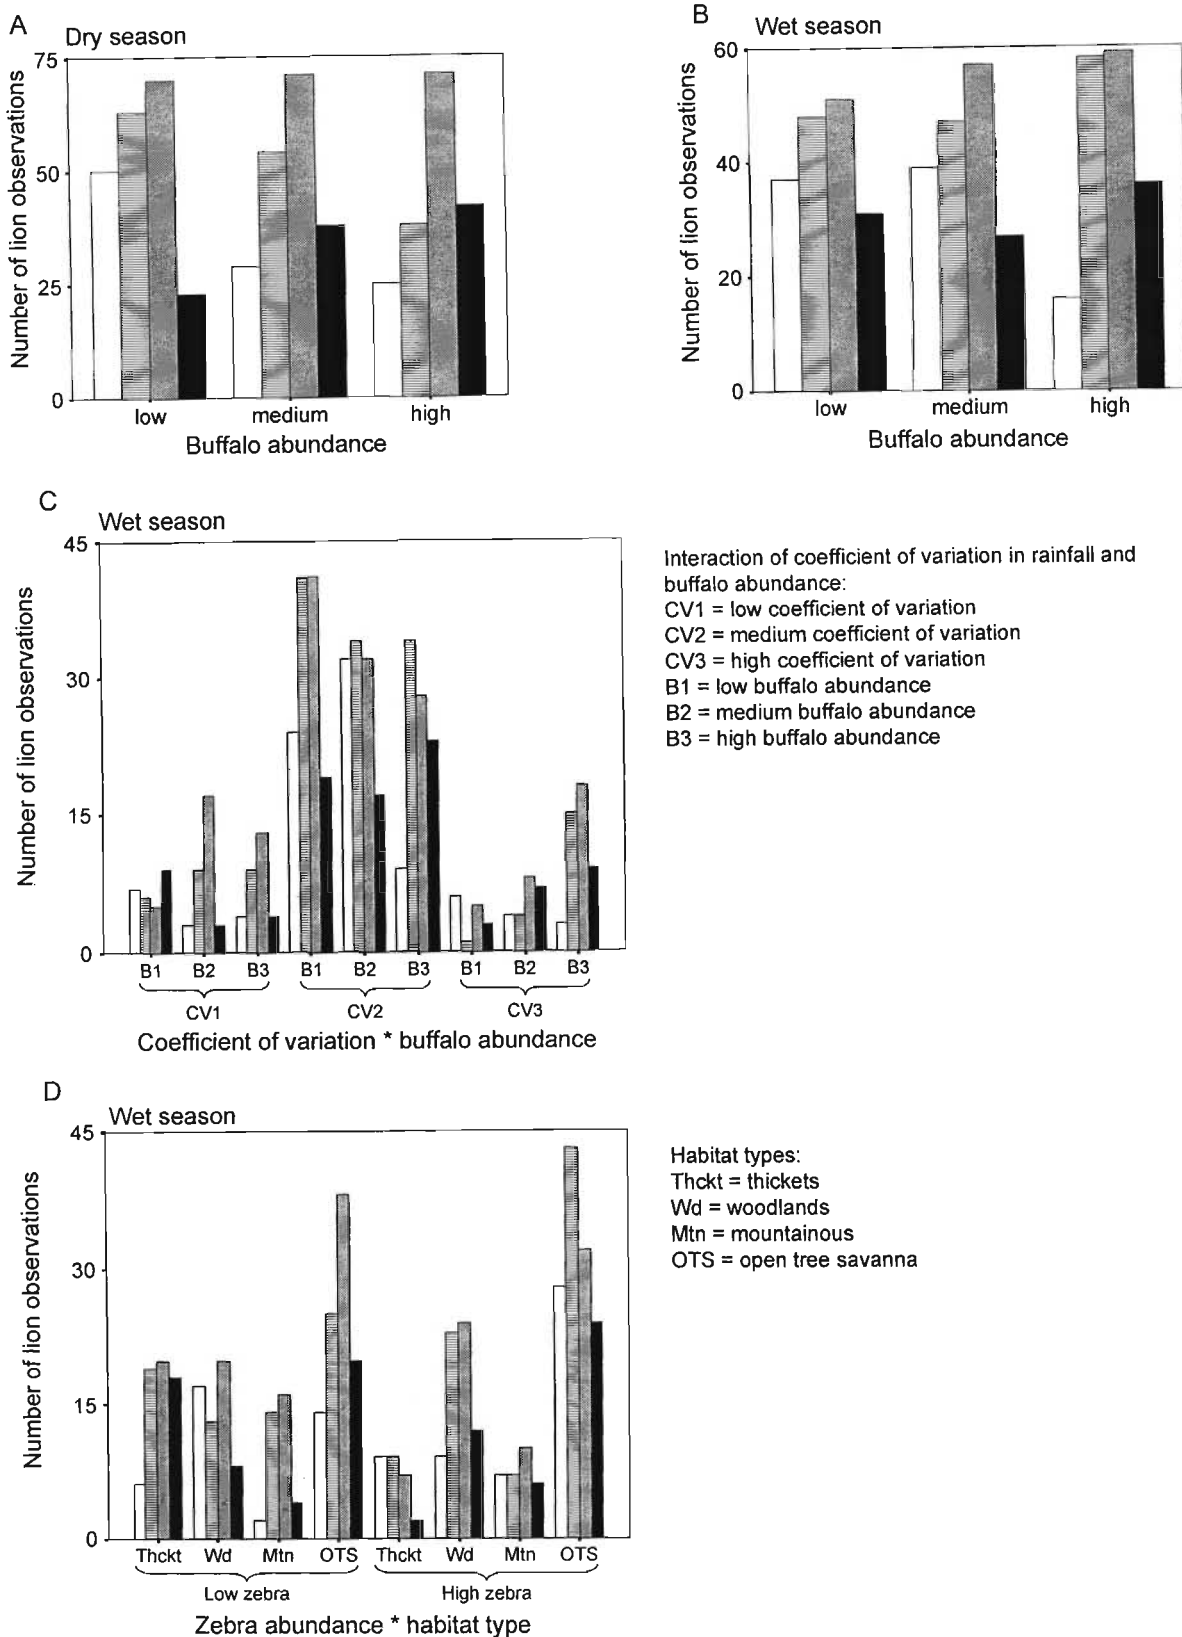 A
Dry season
75
50
25
0
Number of lion observations
low medium high
Buffalo abundance
B
Wet season
60
40
20
0
Number of lion observations
low medium high
Buffalo abundance
C
Wet season
45
30
15
0
Number of lion observations
B1 B2 B3 B1 B2 B3 B1 B2 B3
CV1 CV2 CV3
Coefficient of variation * buffalo abundance
Interaction of coefficient of variation in rainfall and
buffalo abundance:
CV1 = low coefficient of variation
CV2 = medium coefficient of variation
CV3 = high coefficient of variation
B1 = low buffalo abundance
B2 = medium buffalo abundance
B3 = high buffalo abundance
D
Wet season
45
30
15
0
Number of lion observations
Thckt Wd Mtn OTS Thckt Wd Mtn OTS
Low zebra High zebra
Zebra abundance * habitat type
Habitat types:
Thckt = thickets
Wd = woodlands
Mtn = mountainous
OTS = open tree savanna